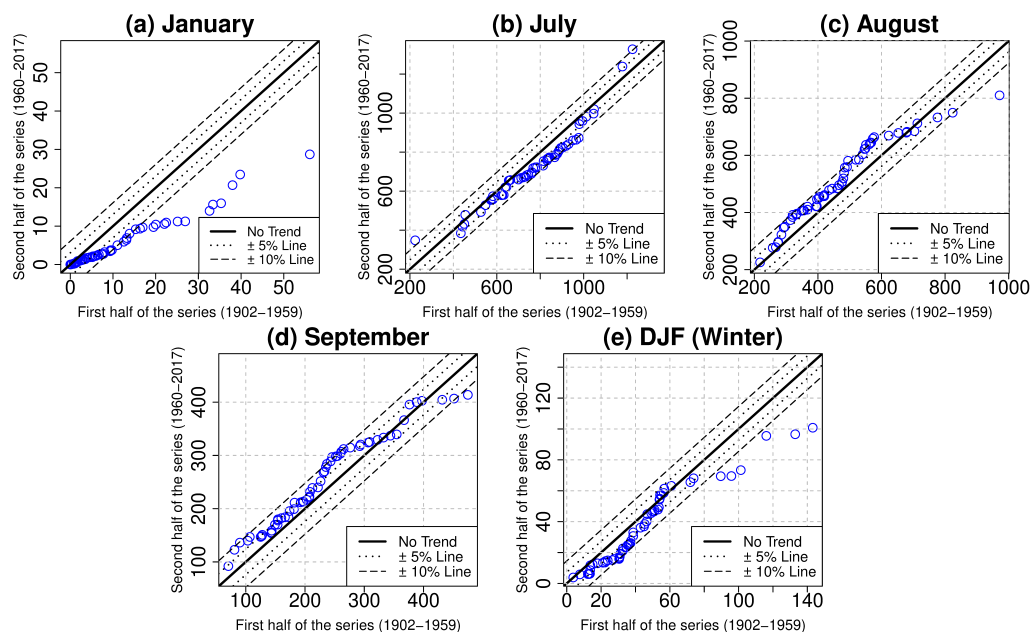 (a) January
Second half of the series (1960−2017)
0 10 20 30 40 50
0 10 20 30 40 50
No Trend
± 5% Line
± 10% Line
First half of the series (1902−1959)
(b) July
Second half of the series (1960−2017)
200 600 1000
200 600 1000
No Trend
± 5% Line
± 10% Line
First half of the series (1902−1959)
(c) August
Second half of the series (1960−2017)
200 400 600 800 1000
200 400 600 800 1000
No Trend
± 5% Line
± 10% Line
First half of the series (1902−1959)
(d) September
Second half of the series (1960−2017)
100 200 300 400
100 200 300 400
No Trend
± 5% Line
± 10% Line
First half of the series (1902−1959)
(e) DJF (Winter)
Second half of the series (1960−2017)
0 40 80 120
0 20 60 100 140
No Trend
± 5% Line
± 10% Line
First half of the series (1902−1959)